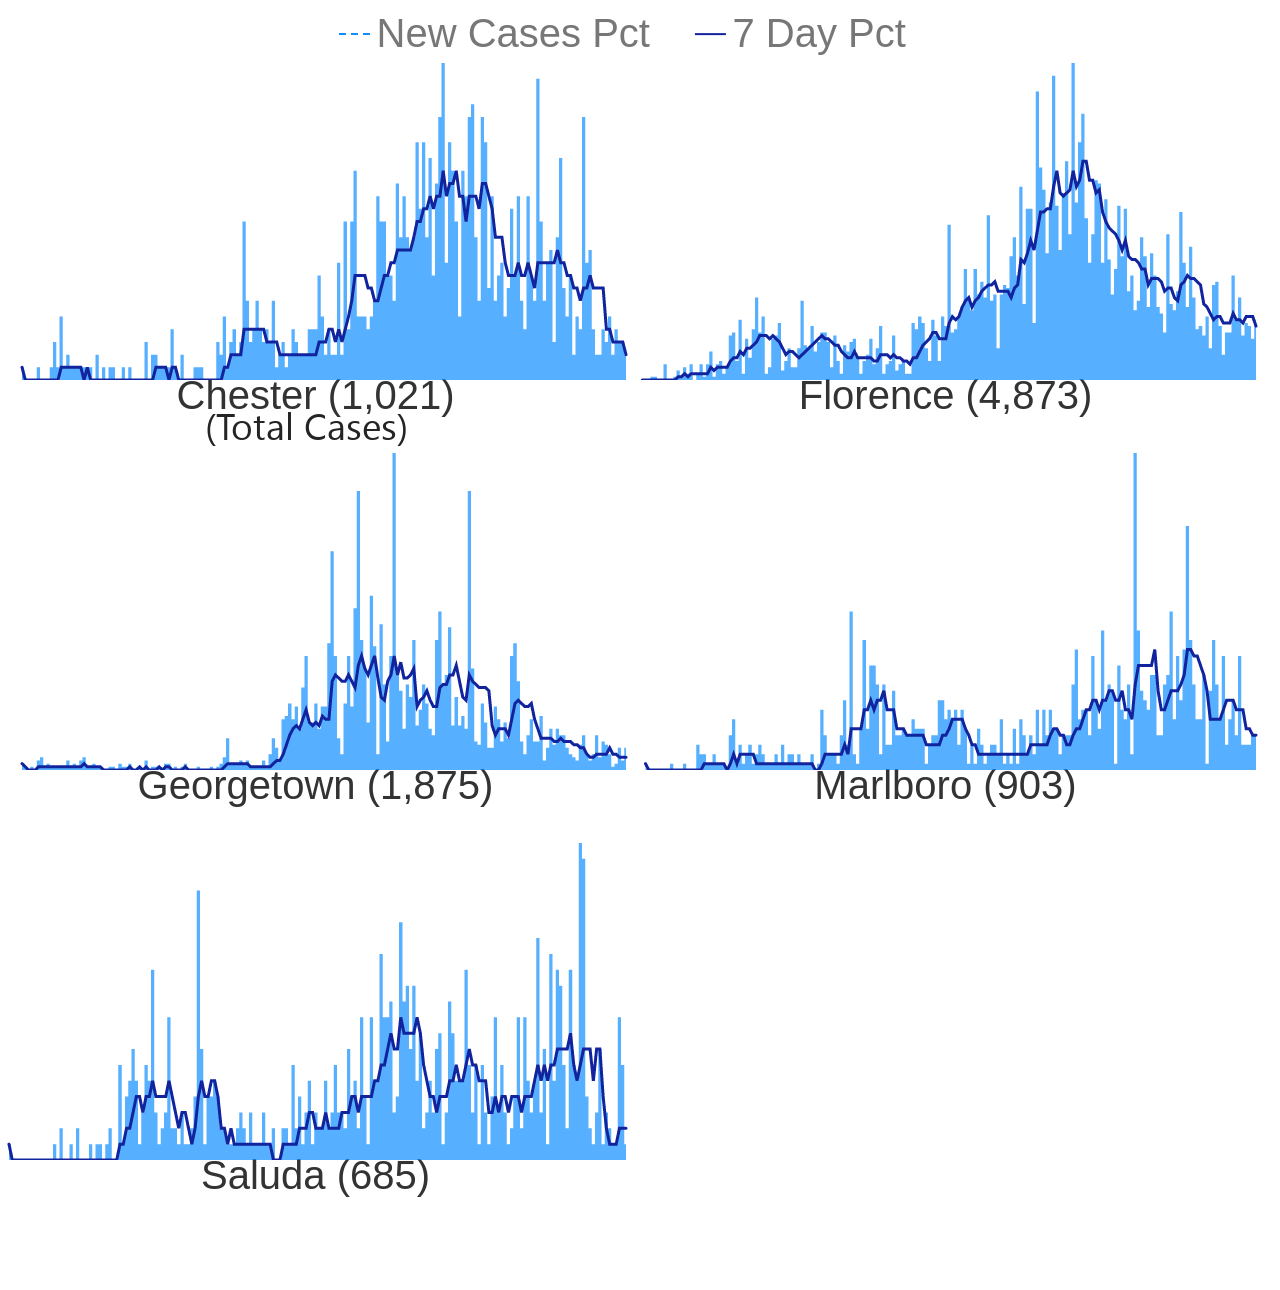 New Cases Pct 7 Day Pct
Chester (1,021) Florence (4,873)
(Total Cases)
Georgetown (1,875) Marlboro (903)
Saluda (685)